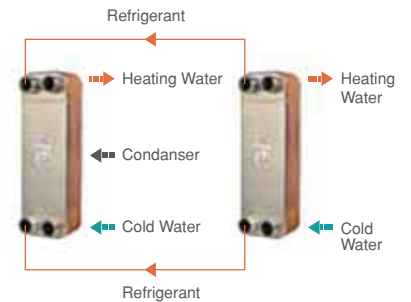 Refrigerant
Heating Water
Heating
Water
Condanser
Cold Water
Cold
Water
Refrigerant